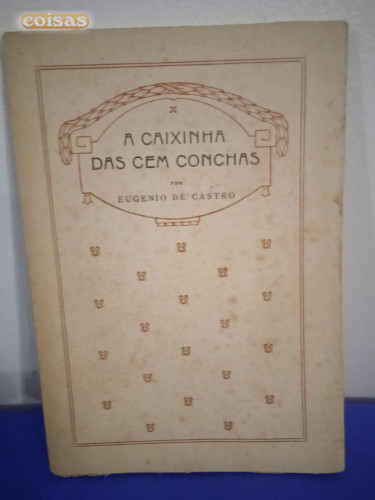 coisas
A CAIXINHA
DAS CEM CONCHAS
POR
EUGENIO DE CASTRO